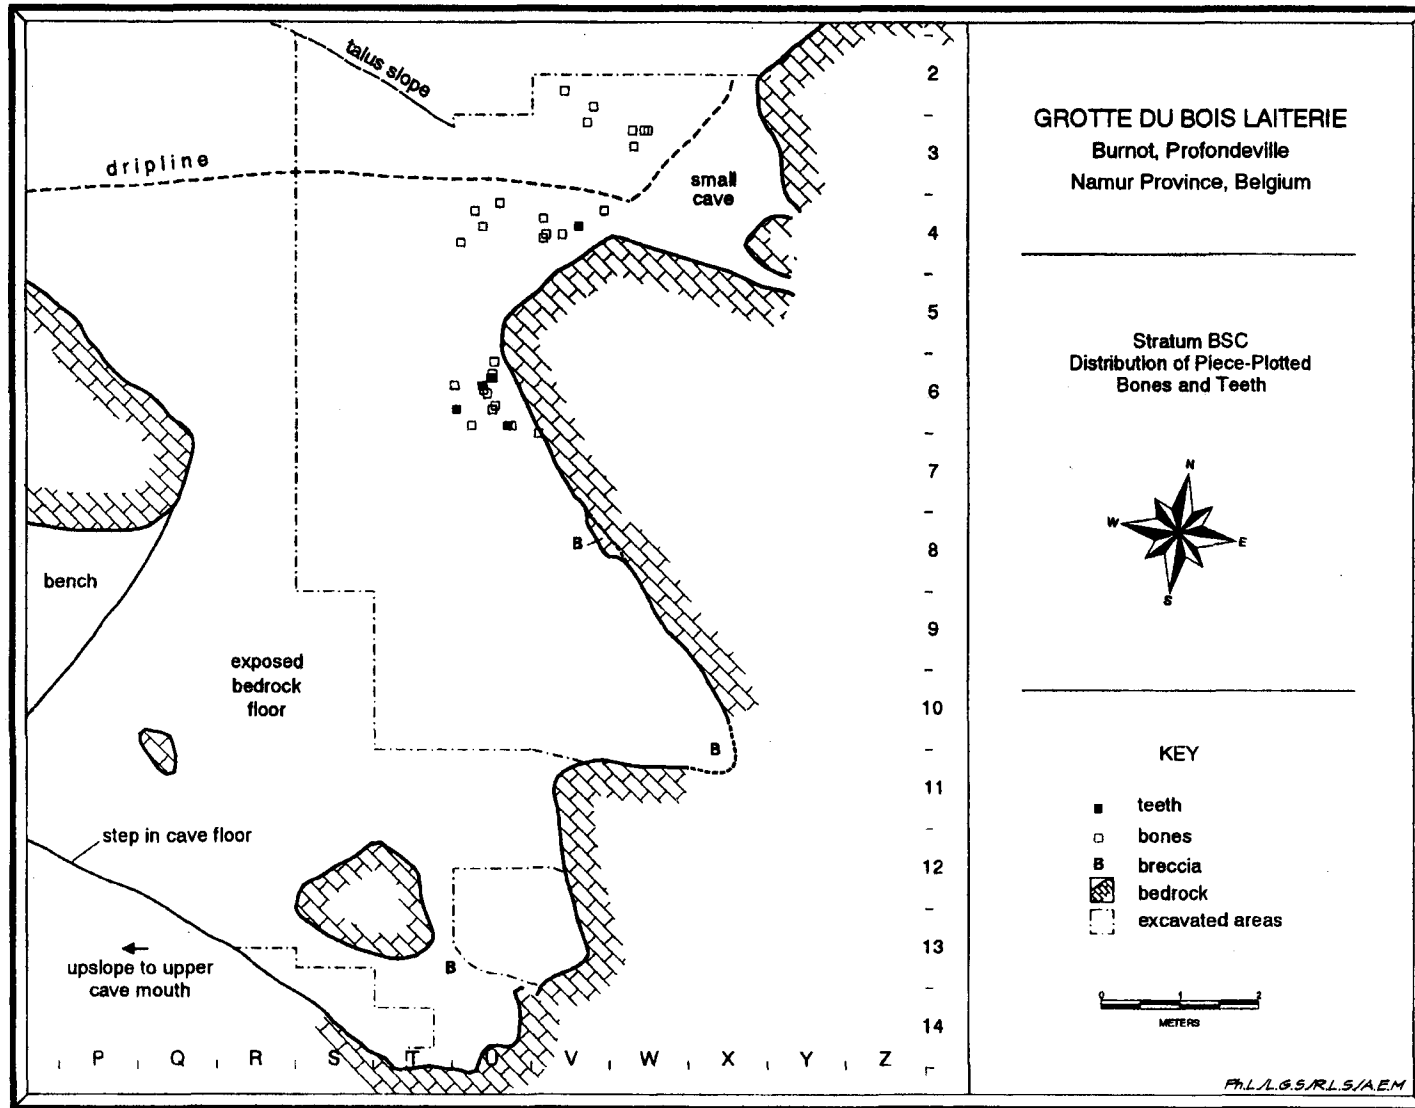 talus slope
dripline
small
cave
bench
exposed
bedrock
floor
B
B
step in cave floor
upslope to upper
cave mouth
B
2
3
4
5
6
7
8
9
10
11
12
13
14
P Q R S T U V W X Y Z
GROTTE DU BOIS LAITERIE
Burnot, Profondeville
Namur Province, Belgium
Stratum BSC
Distribution of Piece-Plotted
Bones and Teeth
N
W
E
S
KEY
teeth
bones
B breccia
bedrock
excavated areas
0 1 2
METERS
Ph.L./L.G.S./R.L.S./A.E.M